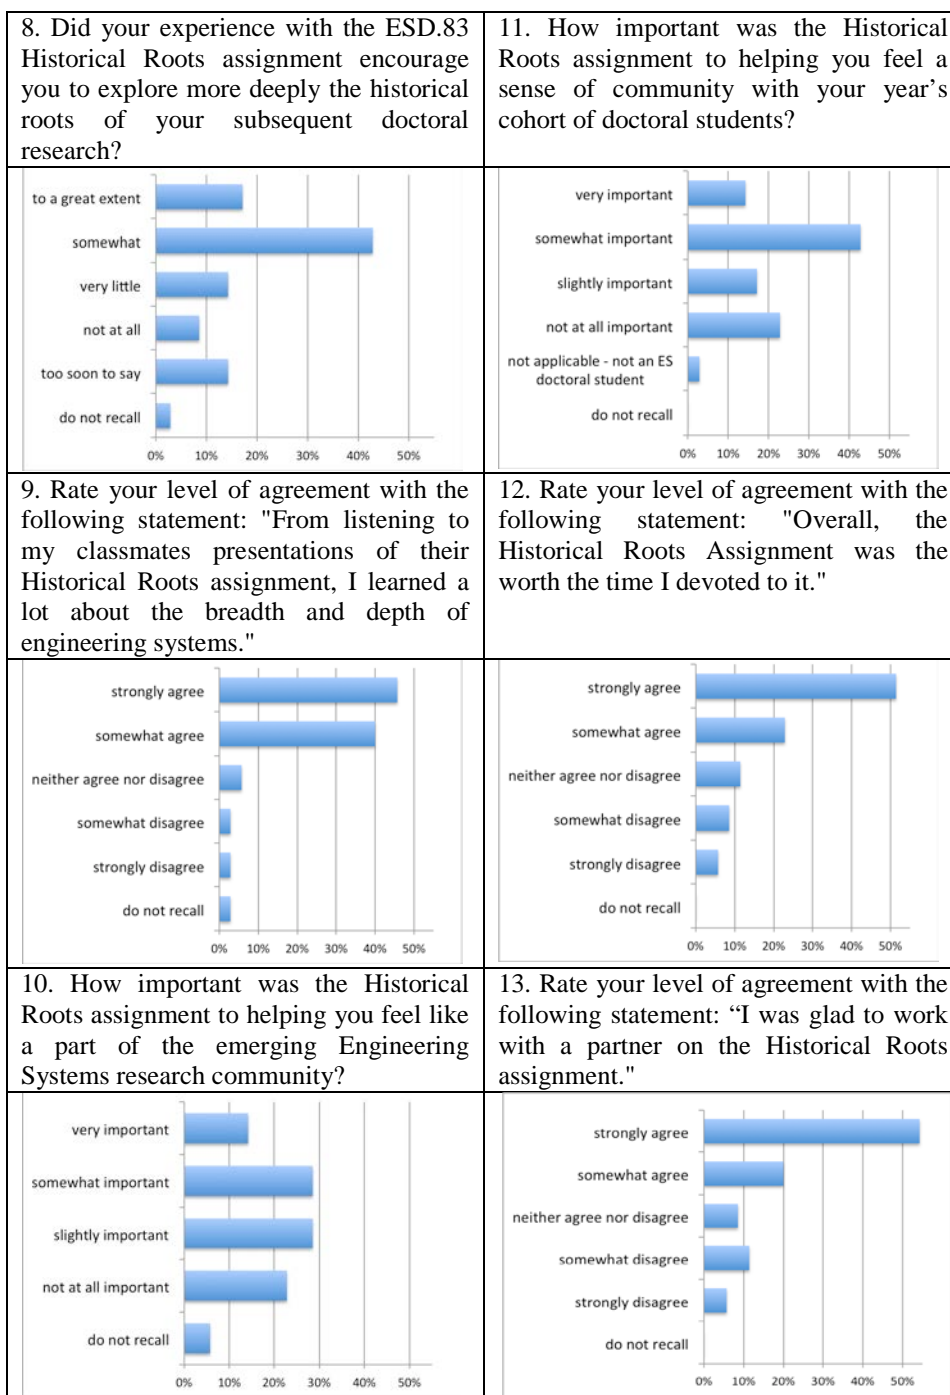 8. Did your experience with the ESD.83
Historical Roots assignment encourage
you to explore more deeply the historical
roots of your subsequent doctoral
research?
11. How important was the Historical
Roots assignment to helping you feel a
sense of community with your year's
cohort of doctoral students?
to a great extent
somewhat
very little
not at all
too soon to say
do not recall
0% 10% 20% 30% 40% 50%
very important
somewhat important
slightly important
not at all important
not applicable - not an ES
doctoral student
do not recall
0% 10% 20% 30% 40% 50%
9. Rate your level of agreement with the
following statement: "From listening to
my classmates presentations of their
Historical Roots assignment, I learned a
lot about the breadth and depth of
engineering systems."
12. Rate your level of agreement with the
following statement: "Overall, the
Historical Roots Assignment was the
worth the time I devoted to it."
strongly agree
somewhat agree
neither agree nor disagree
somewhat disagree
strongly disagree
do not recall
0% 10% 20% 30% 40% 50%
strongly agree
somewhat agree
neither agree nor disagree
somewhat disagree
strongly disagree
do not recall
0% 10% 20% 30% 40% 50%
10. How important was the Historical
Roots assignment to helping you feel like
a part of the emerging Engineering
Systems research community?
13. Rate your level of agreement with the
following statement: “I was glad to work
with a partner on the Historical Roots
assignment."
very important
somewhat important
slightly important
not at all important
do not recall
0% 10% 20% 30% 40% 50%
strongly agree
somewhat agree
neither agree nor disagree
somewhat disagree
strongly disagree
do not recall
0% 10% 20% 30% 40% 50%